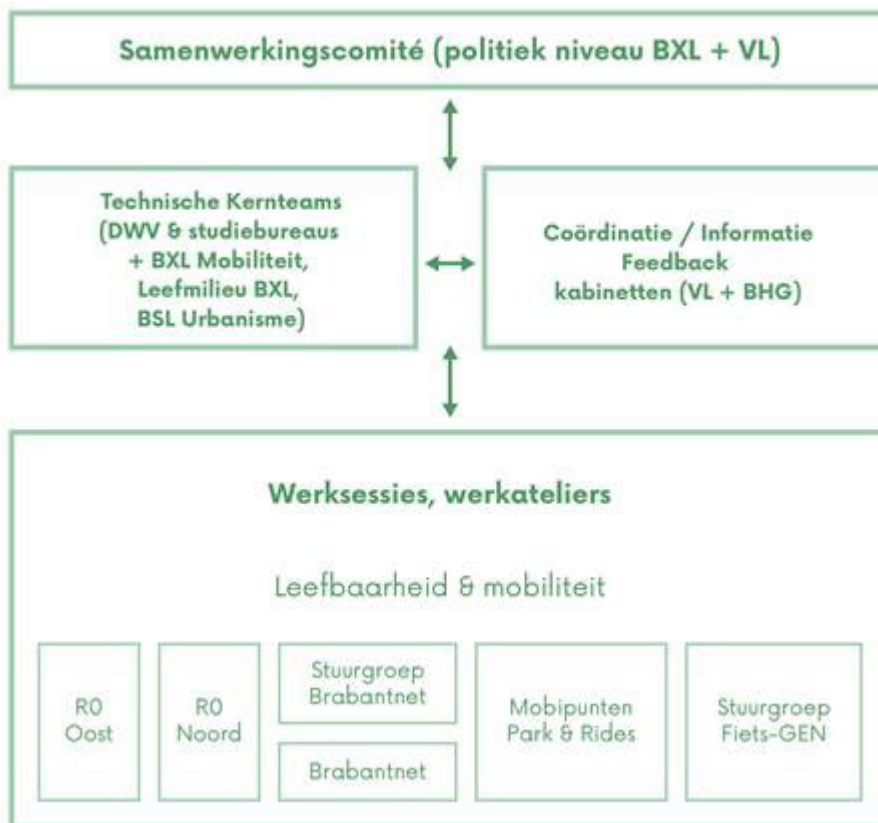 Samenwerkingscomité (politiek niveau BXL + VL)
Technische Kernteams
(DWV & studiebureaus
+ BXL Mobiliteit,
Leefmilieu BXL,
BSL Urbanisme)
Coördinatie / Informatie
Feedback
kabinetten (VL + BHG)
Werksessies, werkateliers
Leefbaarheid & mobiliteit
R0
Oost
R0
Noord
Stuurgroep
Brabantnet
Brabantnet
Mobipunten
Park & Rides
Stuurgroep
Fiets-GEN